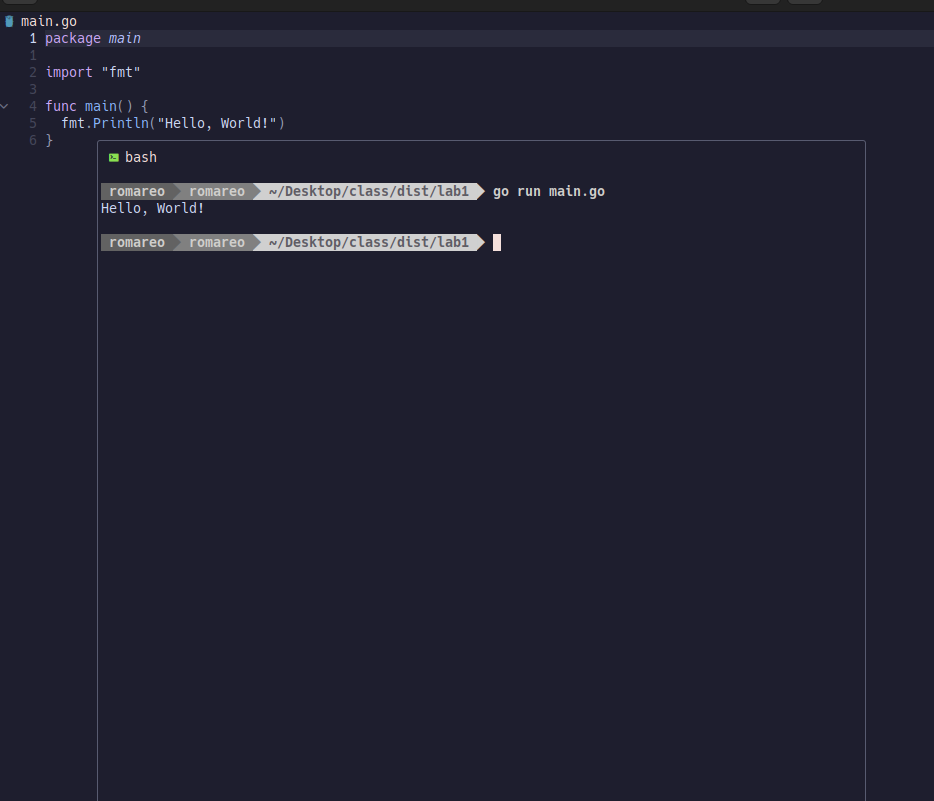 main.go
1 package main
1
2 import "fmt"
3
4 func main() {
5   fmt.Println("Hello, World!")
6 }
bash
romareo romareo ~/Desktop/class/dist/lab1 go run main.go
Hello, World!
romareo romareo ~/Desktop/class/dist/lab1